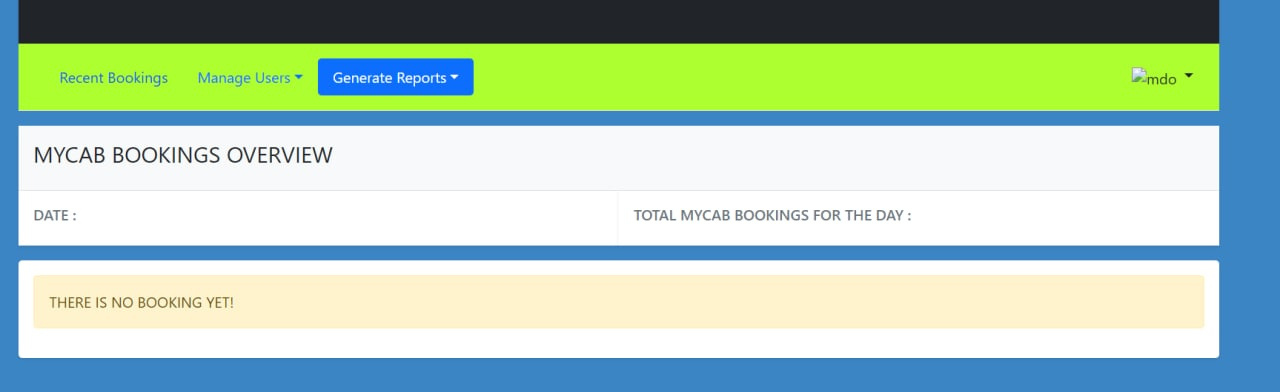 Recent Bookings Manage Users Generate Reports mdo
MYCAB BOOKINGS OVERVIEW
DATE : TOTAL MYCAB BOOKINGS FOR THE DAY :
THERE IS NO BOOKING YET!